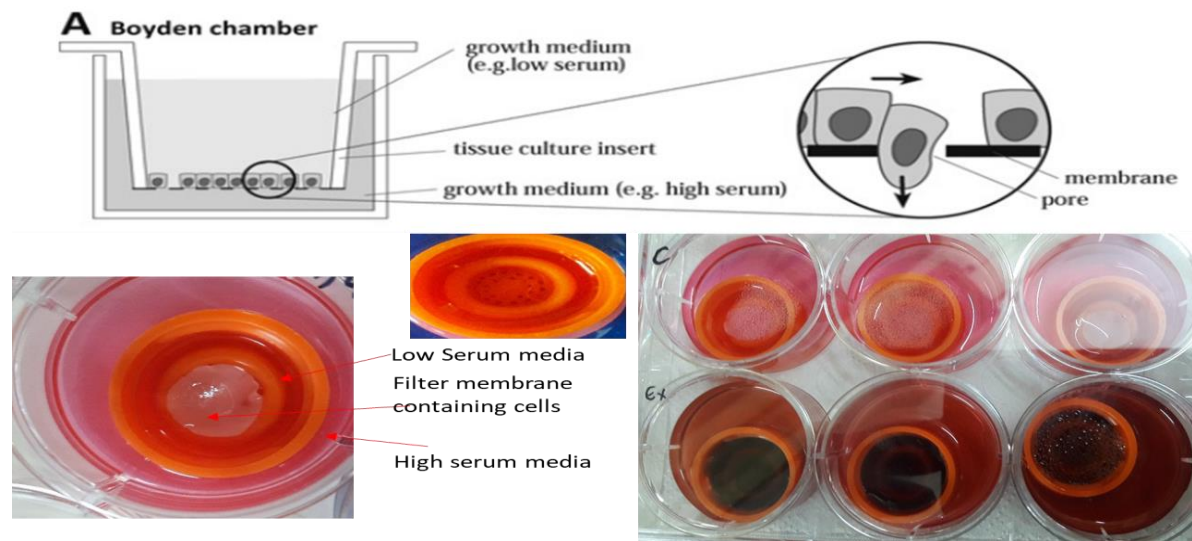 A Boyden chamber
growth medium
(e.g.low serum)
tissue culture insert
growth medium (e.g. high serum)
membrane
pore
Low Serum media
Filter membrane
containing cells
High serum media
C
Ex